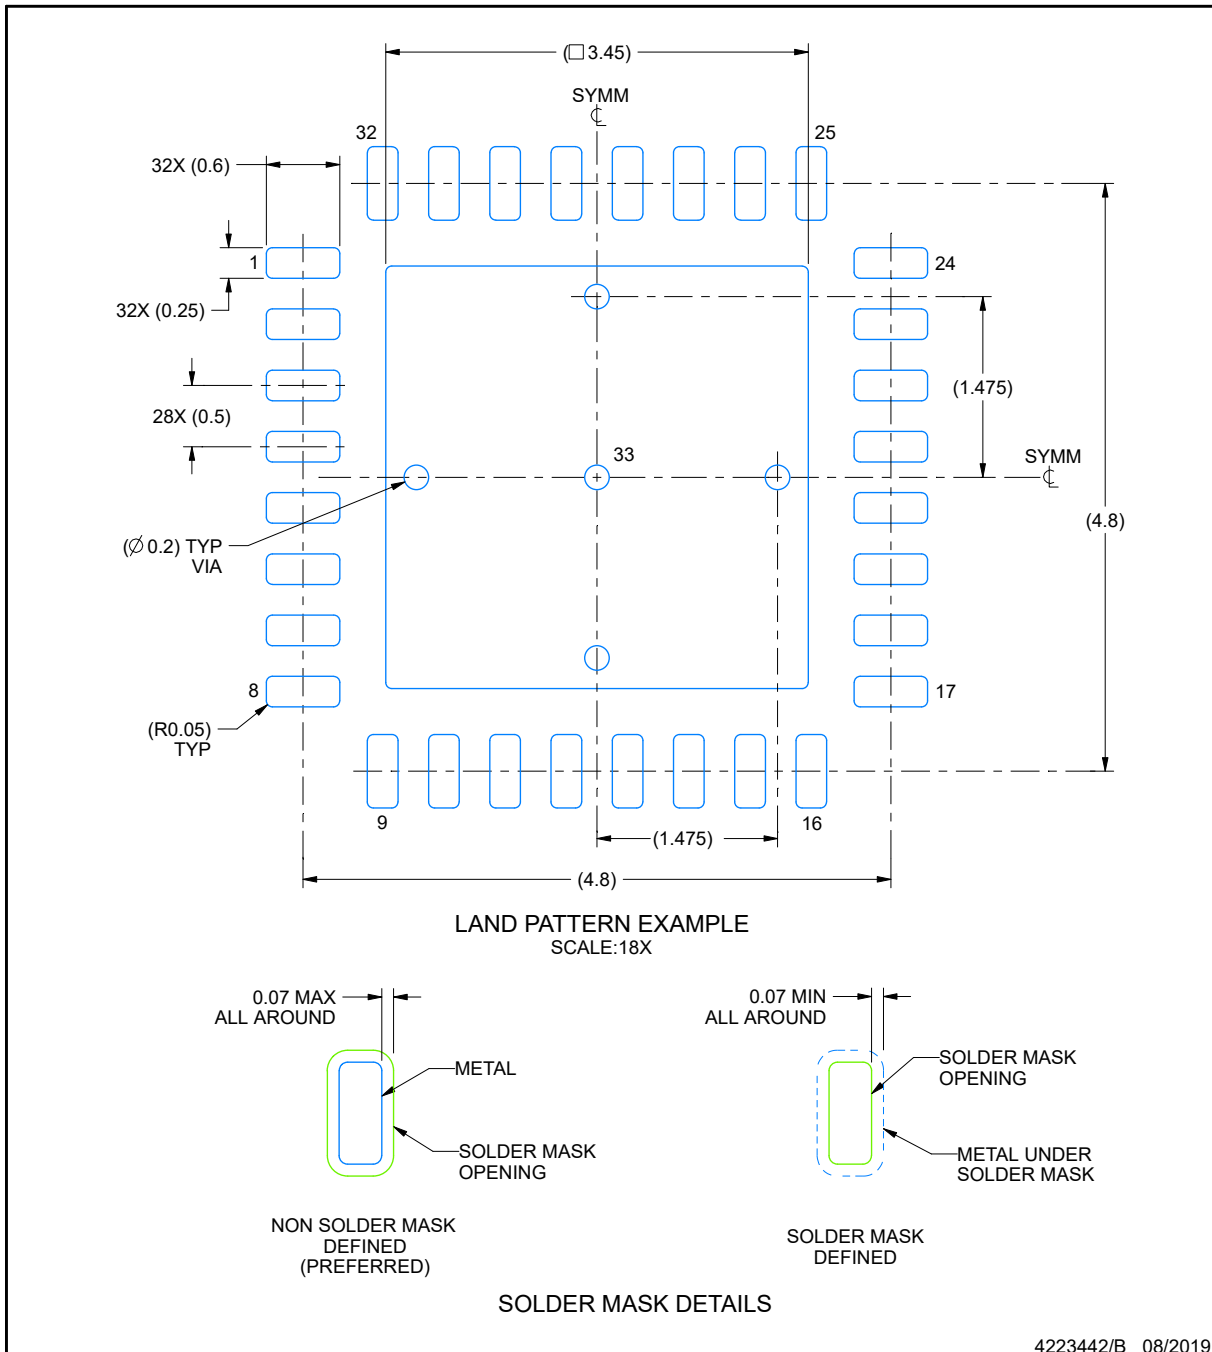 (□ 3.45)
SYMM
℄
32
25
32X (0.6)
1
24
32X (0.25)
(1.475)
28X (0.5)
33
SYMM
℄
(4.8)
(Ø 0.2) TYP
VIA
8
17
(R0.05)
TYP
9
16
(1.475)
(4.8)
LAND PATTERN EXAMPLE
SCALE:18X
0.07 MAX
ALL AROUND
METAL
SOLDER MASK
OPENING
NON SOLDER MASK
DEFINED
(PREFERRED)
0.07 MIN
ALL AROUND
SOLDER MASK
OPENING
METAL UNDER
SOLDER MASK
SOLDER MASK
DEFINED
SOLDER MASK DETAILS
4223442/B 08/2019